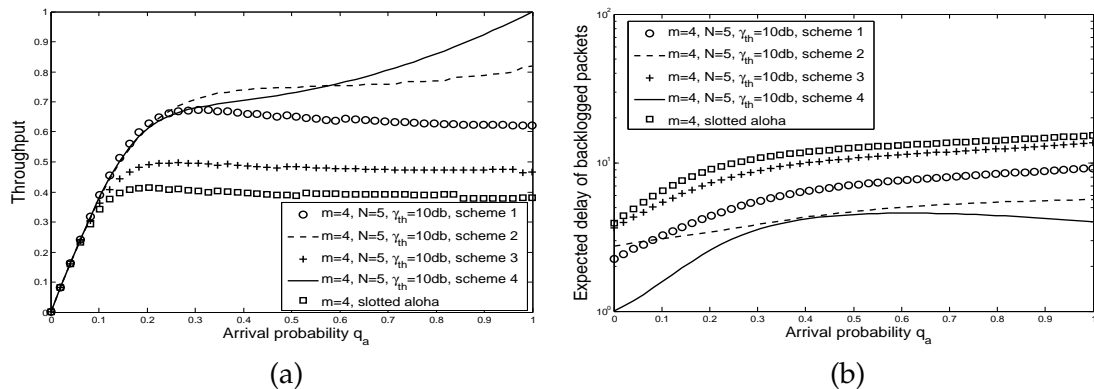 1
0.9
0.8
0.7
0.6
0.5
0.4
0.3
0.2
0.1
0
Throughput
0 0.1 0.2 0.3 0.4 0.5 0.6 0.7 0.8 0.9 1
Arrival probability qa
m=4, N=5, γth=10db, scheme 1
m=4, N=5, γth=10db, scheme 2
m=4, N=5, γth=10db, scheme 3
m=4, N=5, γth=10db, scheme 4
m=4, slotted aloha
(a)
10²
10¹
10⁰
Expected delay of backlogged packets
m=4, N=5, γth=10db, scheme 1
m=4, N=5, γth=10db, scheme 2
m=4, N=5, γth=10db, scheme 3
m=4, N=5, γth=10db, scheme 4
m=4, slotted aloha
0 0.1 0.2 0.3 0.4 0.5 0.6 0.7 0.8 0.9 1
Arrival probability qa
(b)